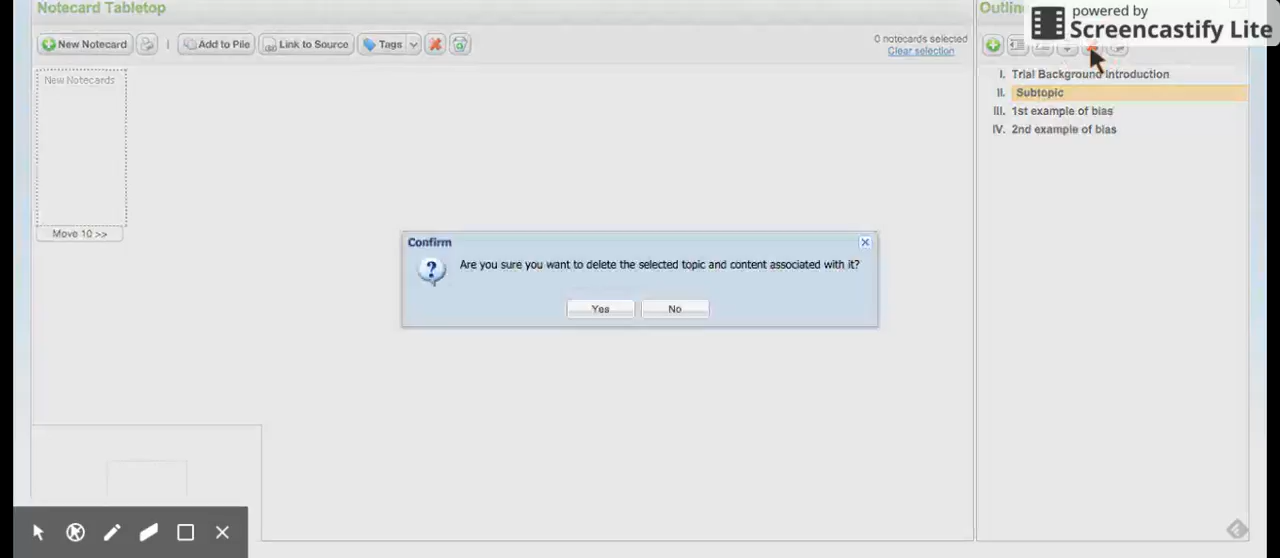 Notecard Tabletop
New Notecard
Add to Pile
Link to Source
Tags
0 notecards selected
Clear selection
New Notecards
Move 10 >>
Confirm
Are you sure you want to delete the selected topic and content associated with it?
Yes
No
Outlin
powered by
Screencastify Lite
I. Trial Background Introduction
II. Subtopic
III. 1st example of bias
IV. 2nd example of bias